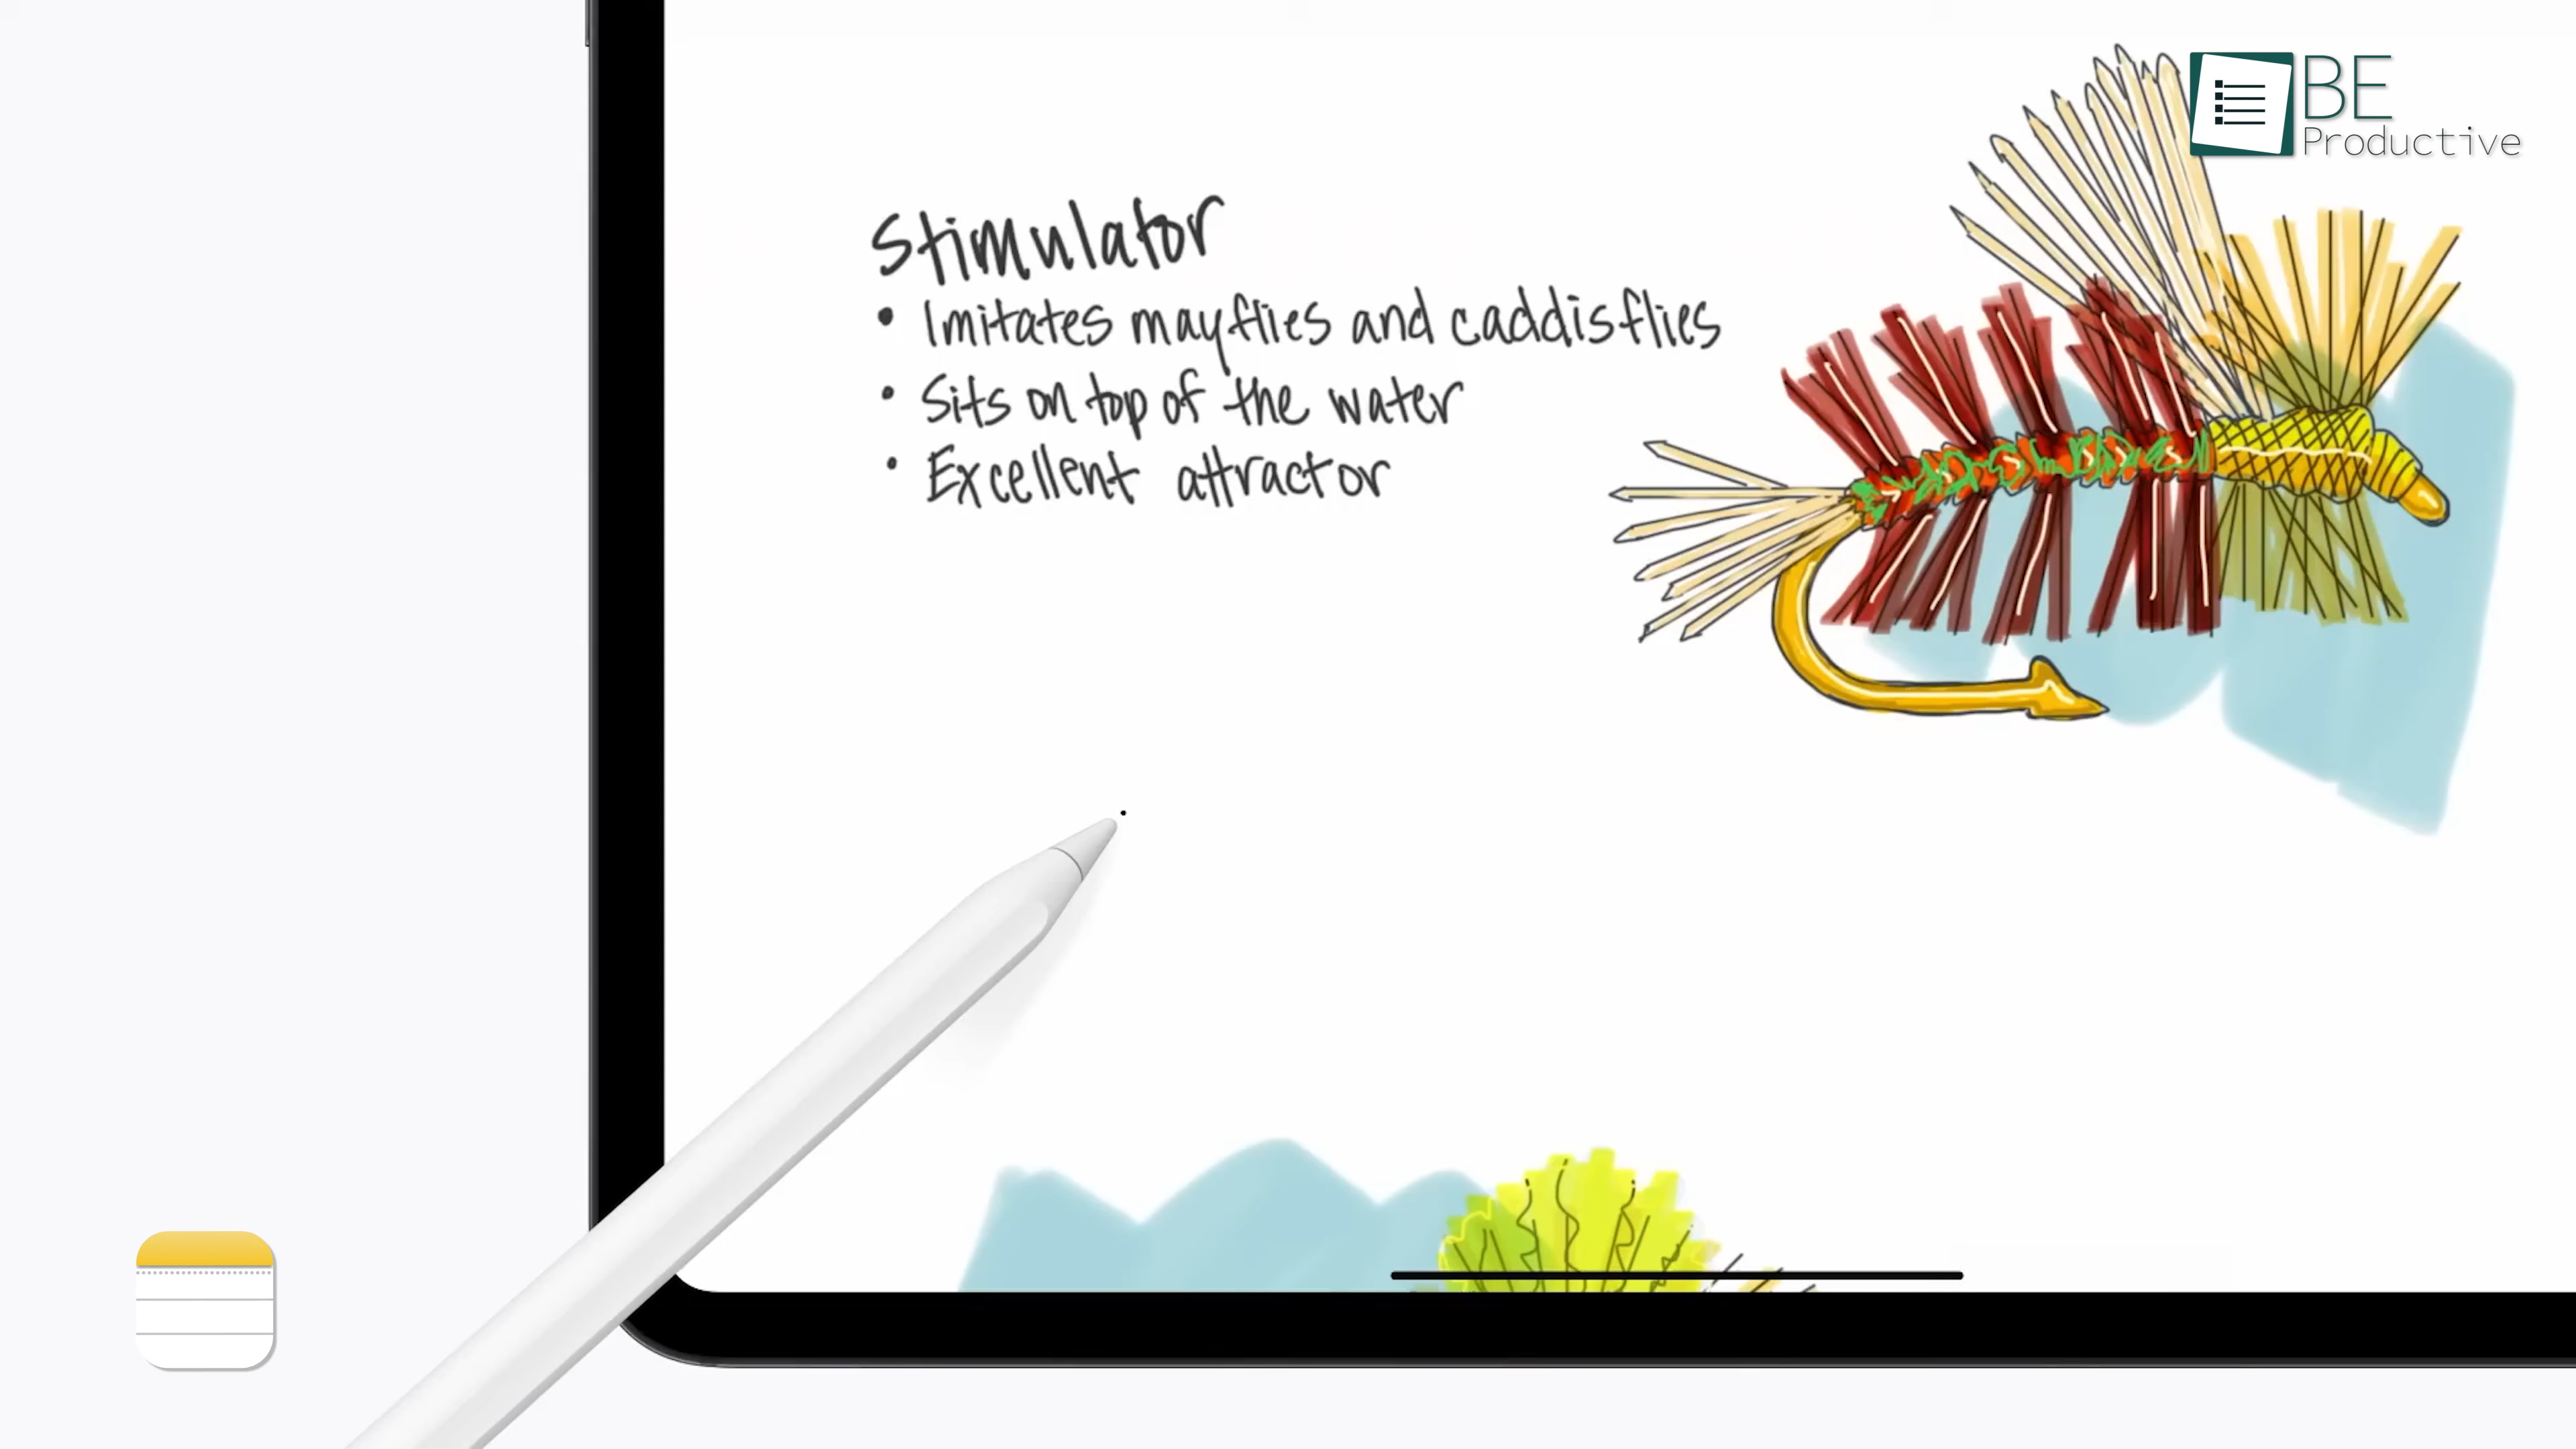 BE
Productive
Stimulator
• Imitates mayflies and caddisflies
• Sits on top of the water
• Excellent attractor